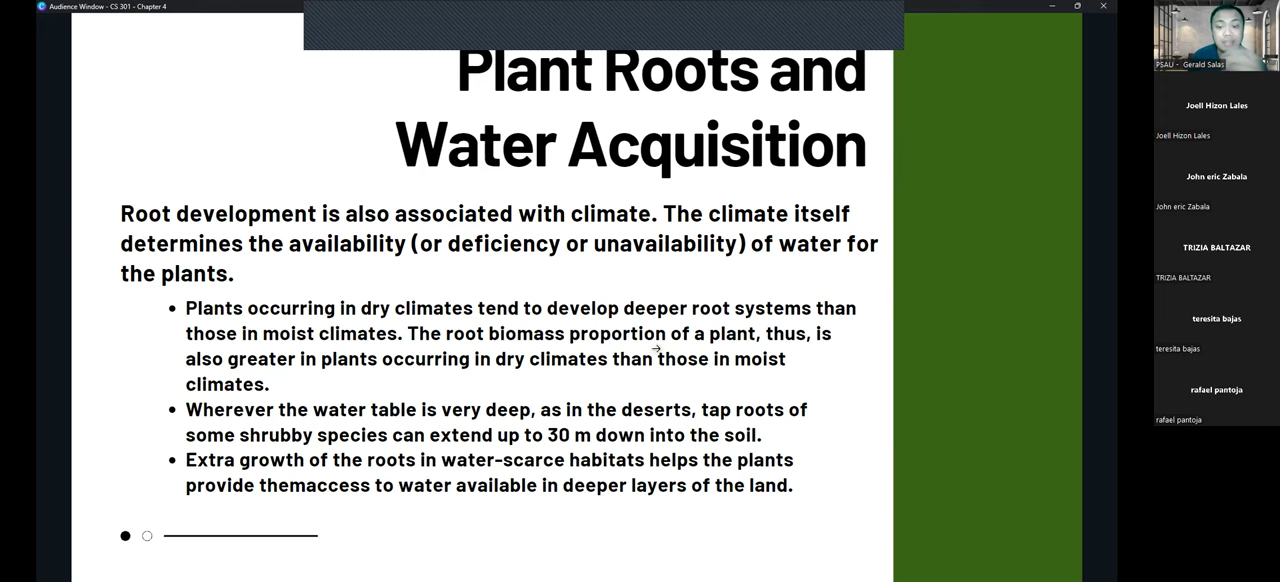 Audience Window - CS 301 - Chapter 4
Plant Roots and
Water Acquisition
Root development is also associated with climate. The climate itself
determines the availability (or deficiency or unavailability) of water for
the plants.
• Plants occurring in dry climates tend to develop deeper root systems than
those in moist climates. The root biomass proportion of a plant, thus, is
also greater in plants occurring in dry climates than those in moist
climates.
• Wherever the water table is very deep, as in the deserts, tap roots of
some shrubby species can extend up to 30 m down into the soil.
• Extra growth of the roots in water-scarce habitats helps the plants
provide themaccess to water available in deeper layers of the land.
PSAU - Gerald Salas
Joell Hizon Lales
Joell Hizon Lales
John eric Zabala
John eric Zabala
TRIZIA BALTAZAR
TRIZIA BALTAZAR
teresita bajas
teresita bajas
rafael pantoja
rafael pantoja